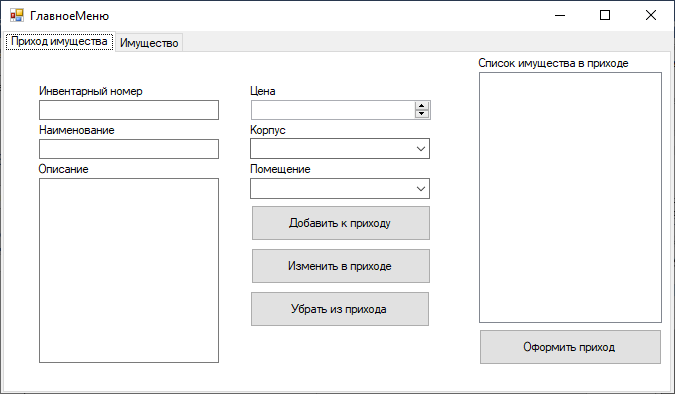 ГлавноеМеню
Приход имущества
Имущество
Список имущества в приходе
Инвентарный номер
Цена
Наименование
Корпус
Описание
Помещение
Добавить к приходу
Изменить в приходе
Убрать из прихода
Оформить приход